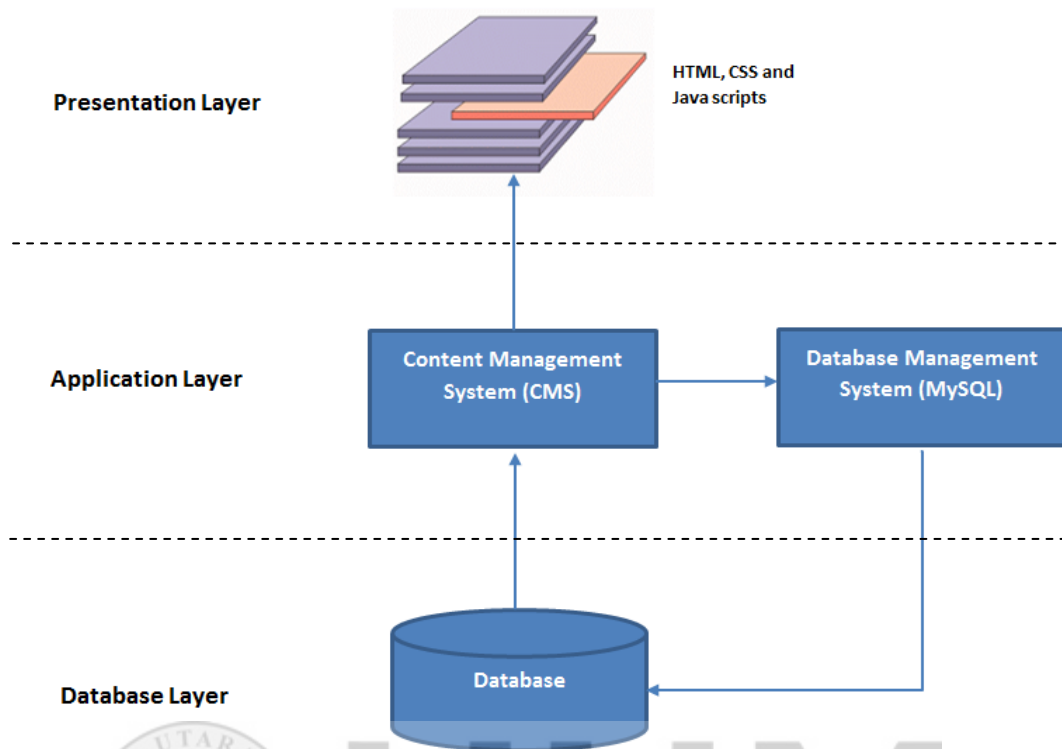 HTML, CSS and
Java scripts
Presentation Layer
Content Management
System (CMS)
Database Management
System (MySQL)
Application Layer
Database
Database Layer
UTARA